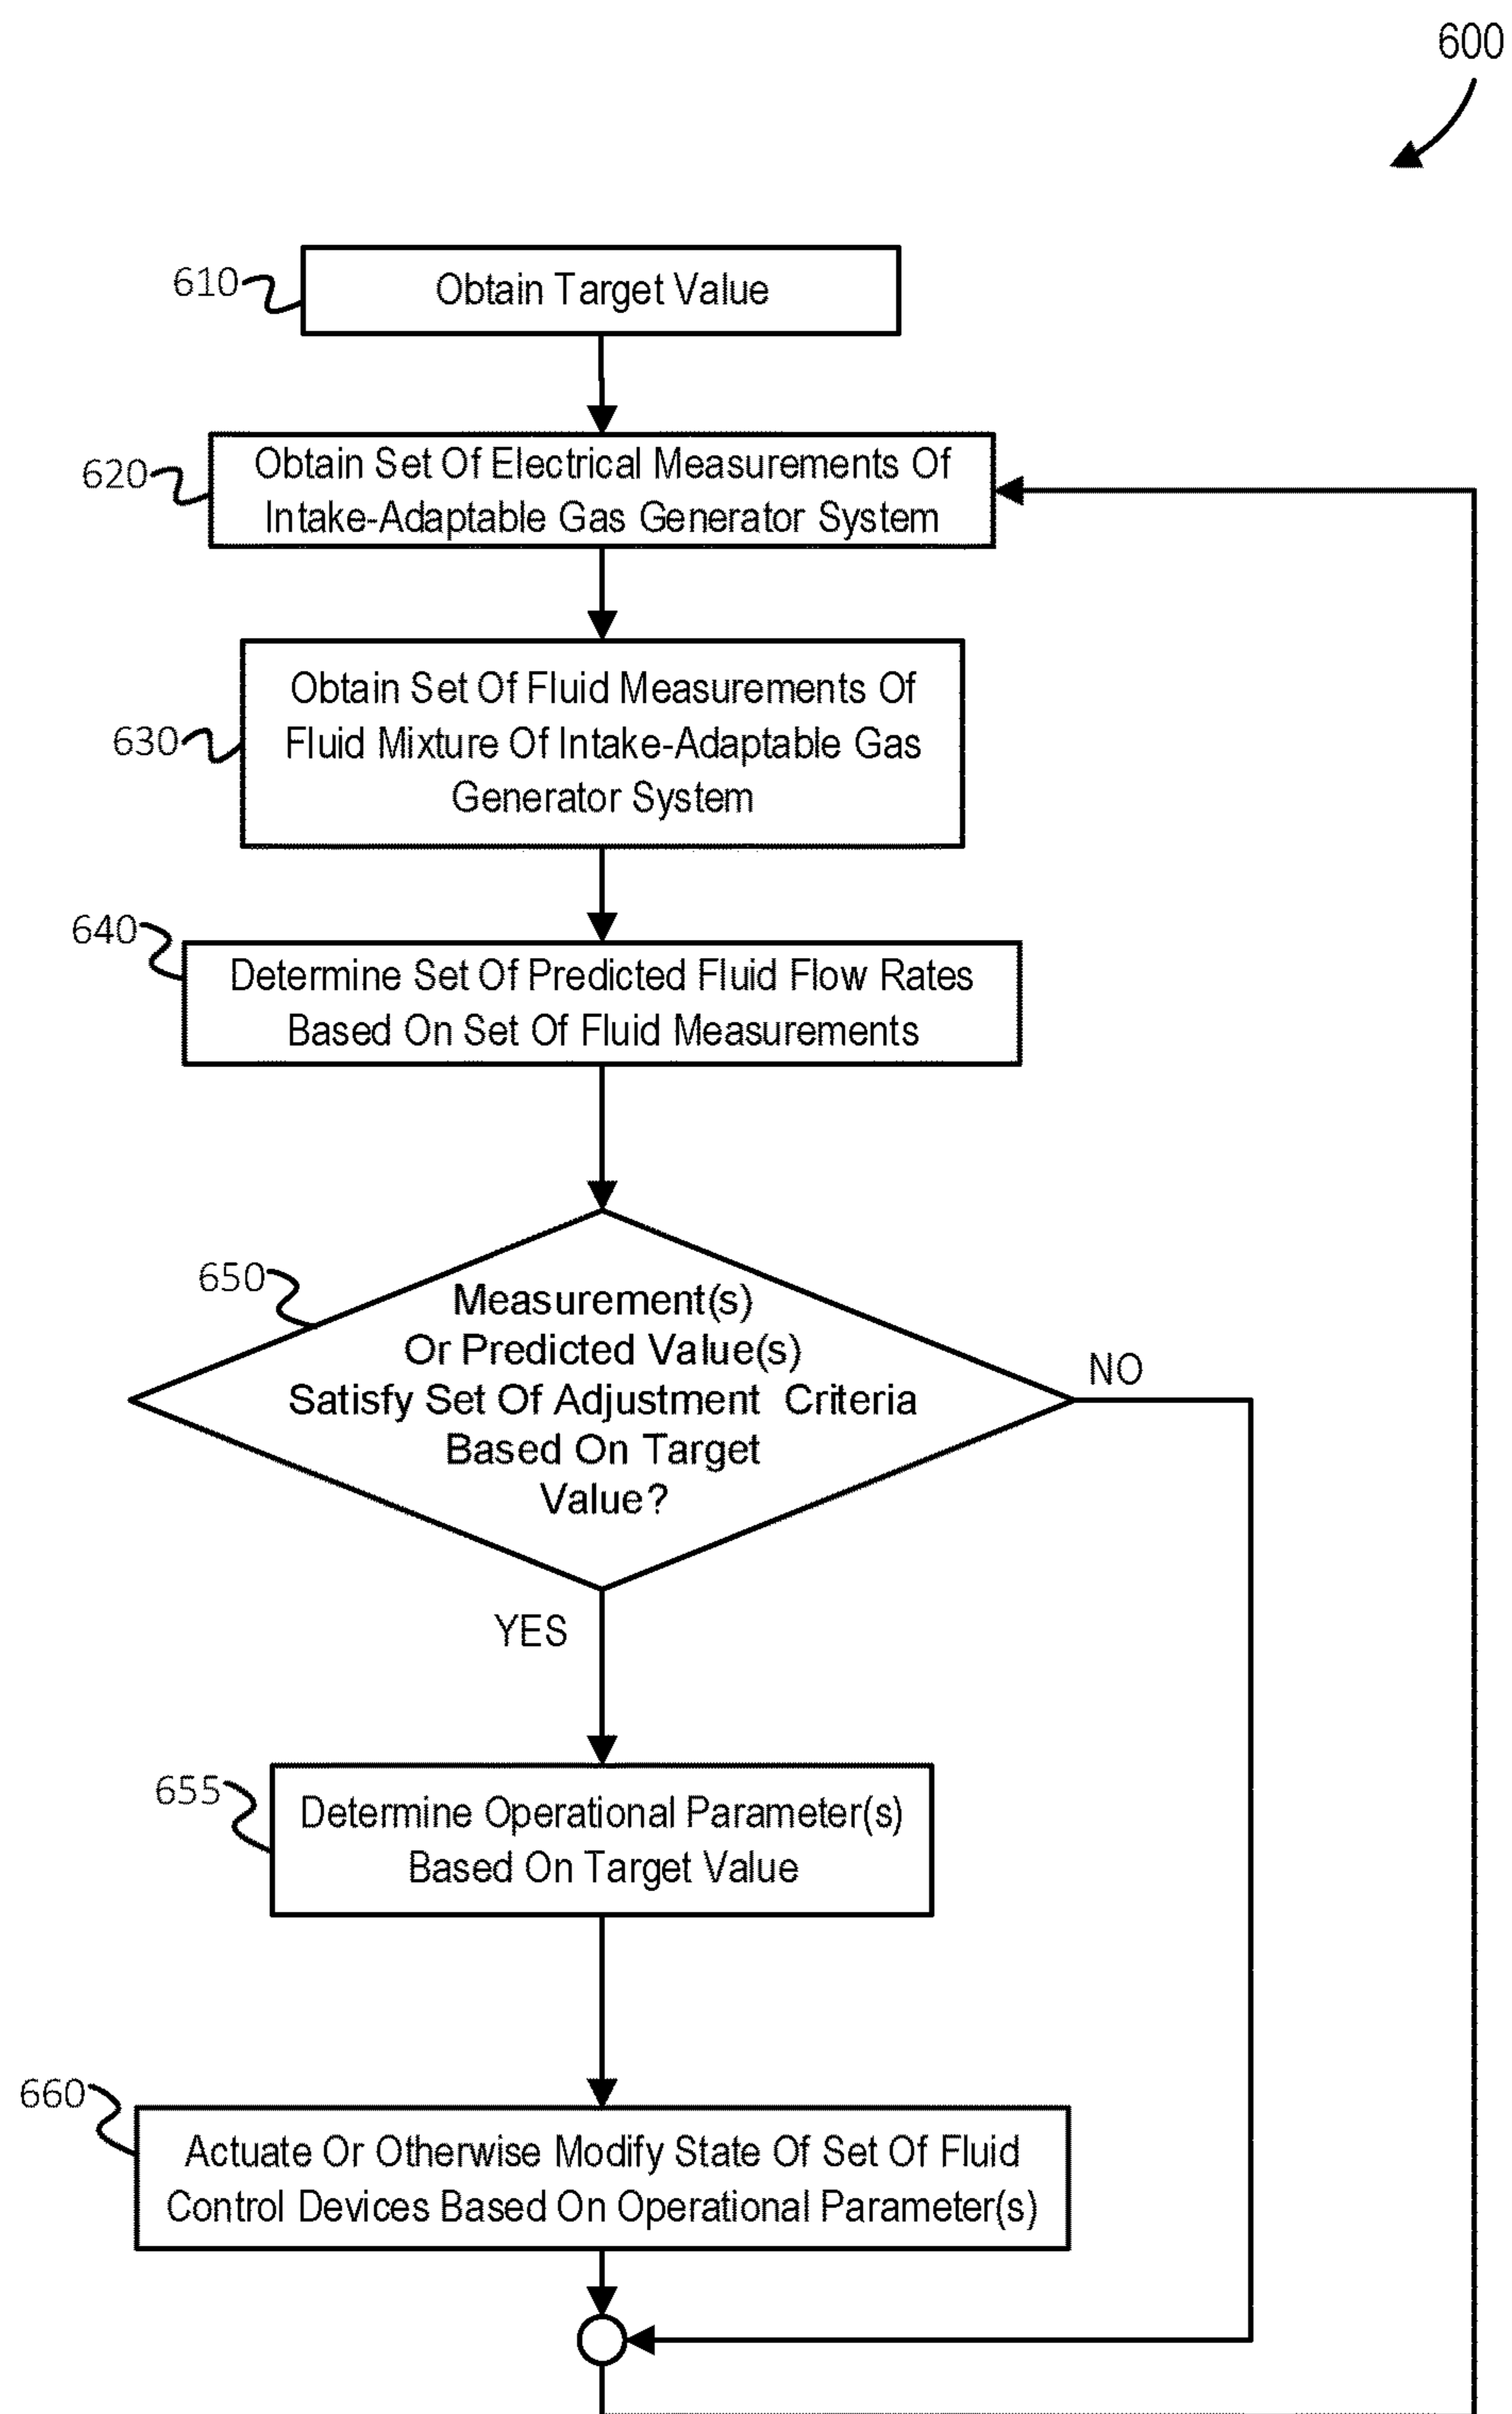 600
610
Obtain Target Value
620
Obtain Set Of Electrical Measurements Of
Intake-Adaptable Gas Generator System
630
Obtain Set Of Fluid Measurements Of
Fluid Mixture Of Intake-Adaptable Gas
Generator System
640
Determine Set Of Predicted Fluid Flow Rates
Based On Set Of Fluid Measurements
650
Measurement(s)
Or Predicted Value(s)
Satisfy Set Of Adjustment Criteria
Based On Target
Value?
NO
YES
655
Determine Operational Parameter(s)
Based On Target Value
660
Actuate Or Otherwise Modify State Of Set Of Fluid
Control Devices Based On Operational Parameter(s)